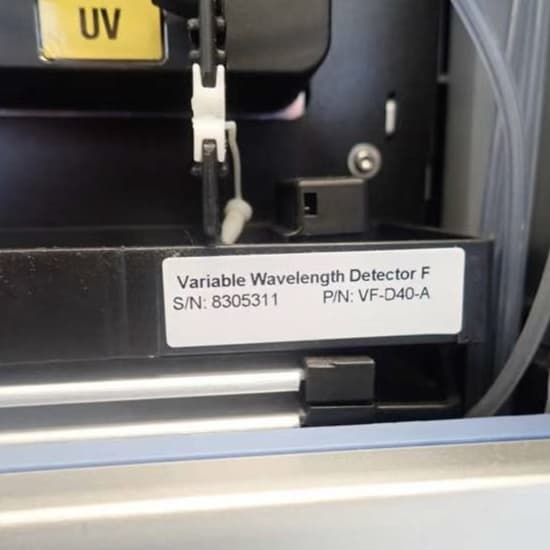 UV
Variable Wavelength Detector F
S/N: 8305311 P/N: VF-D40-A